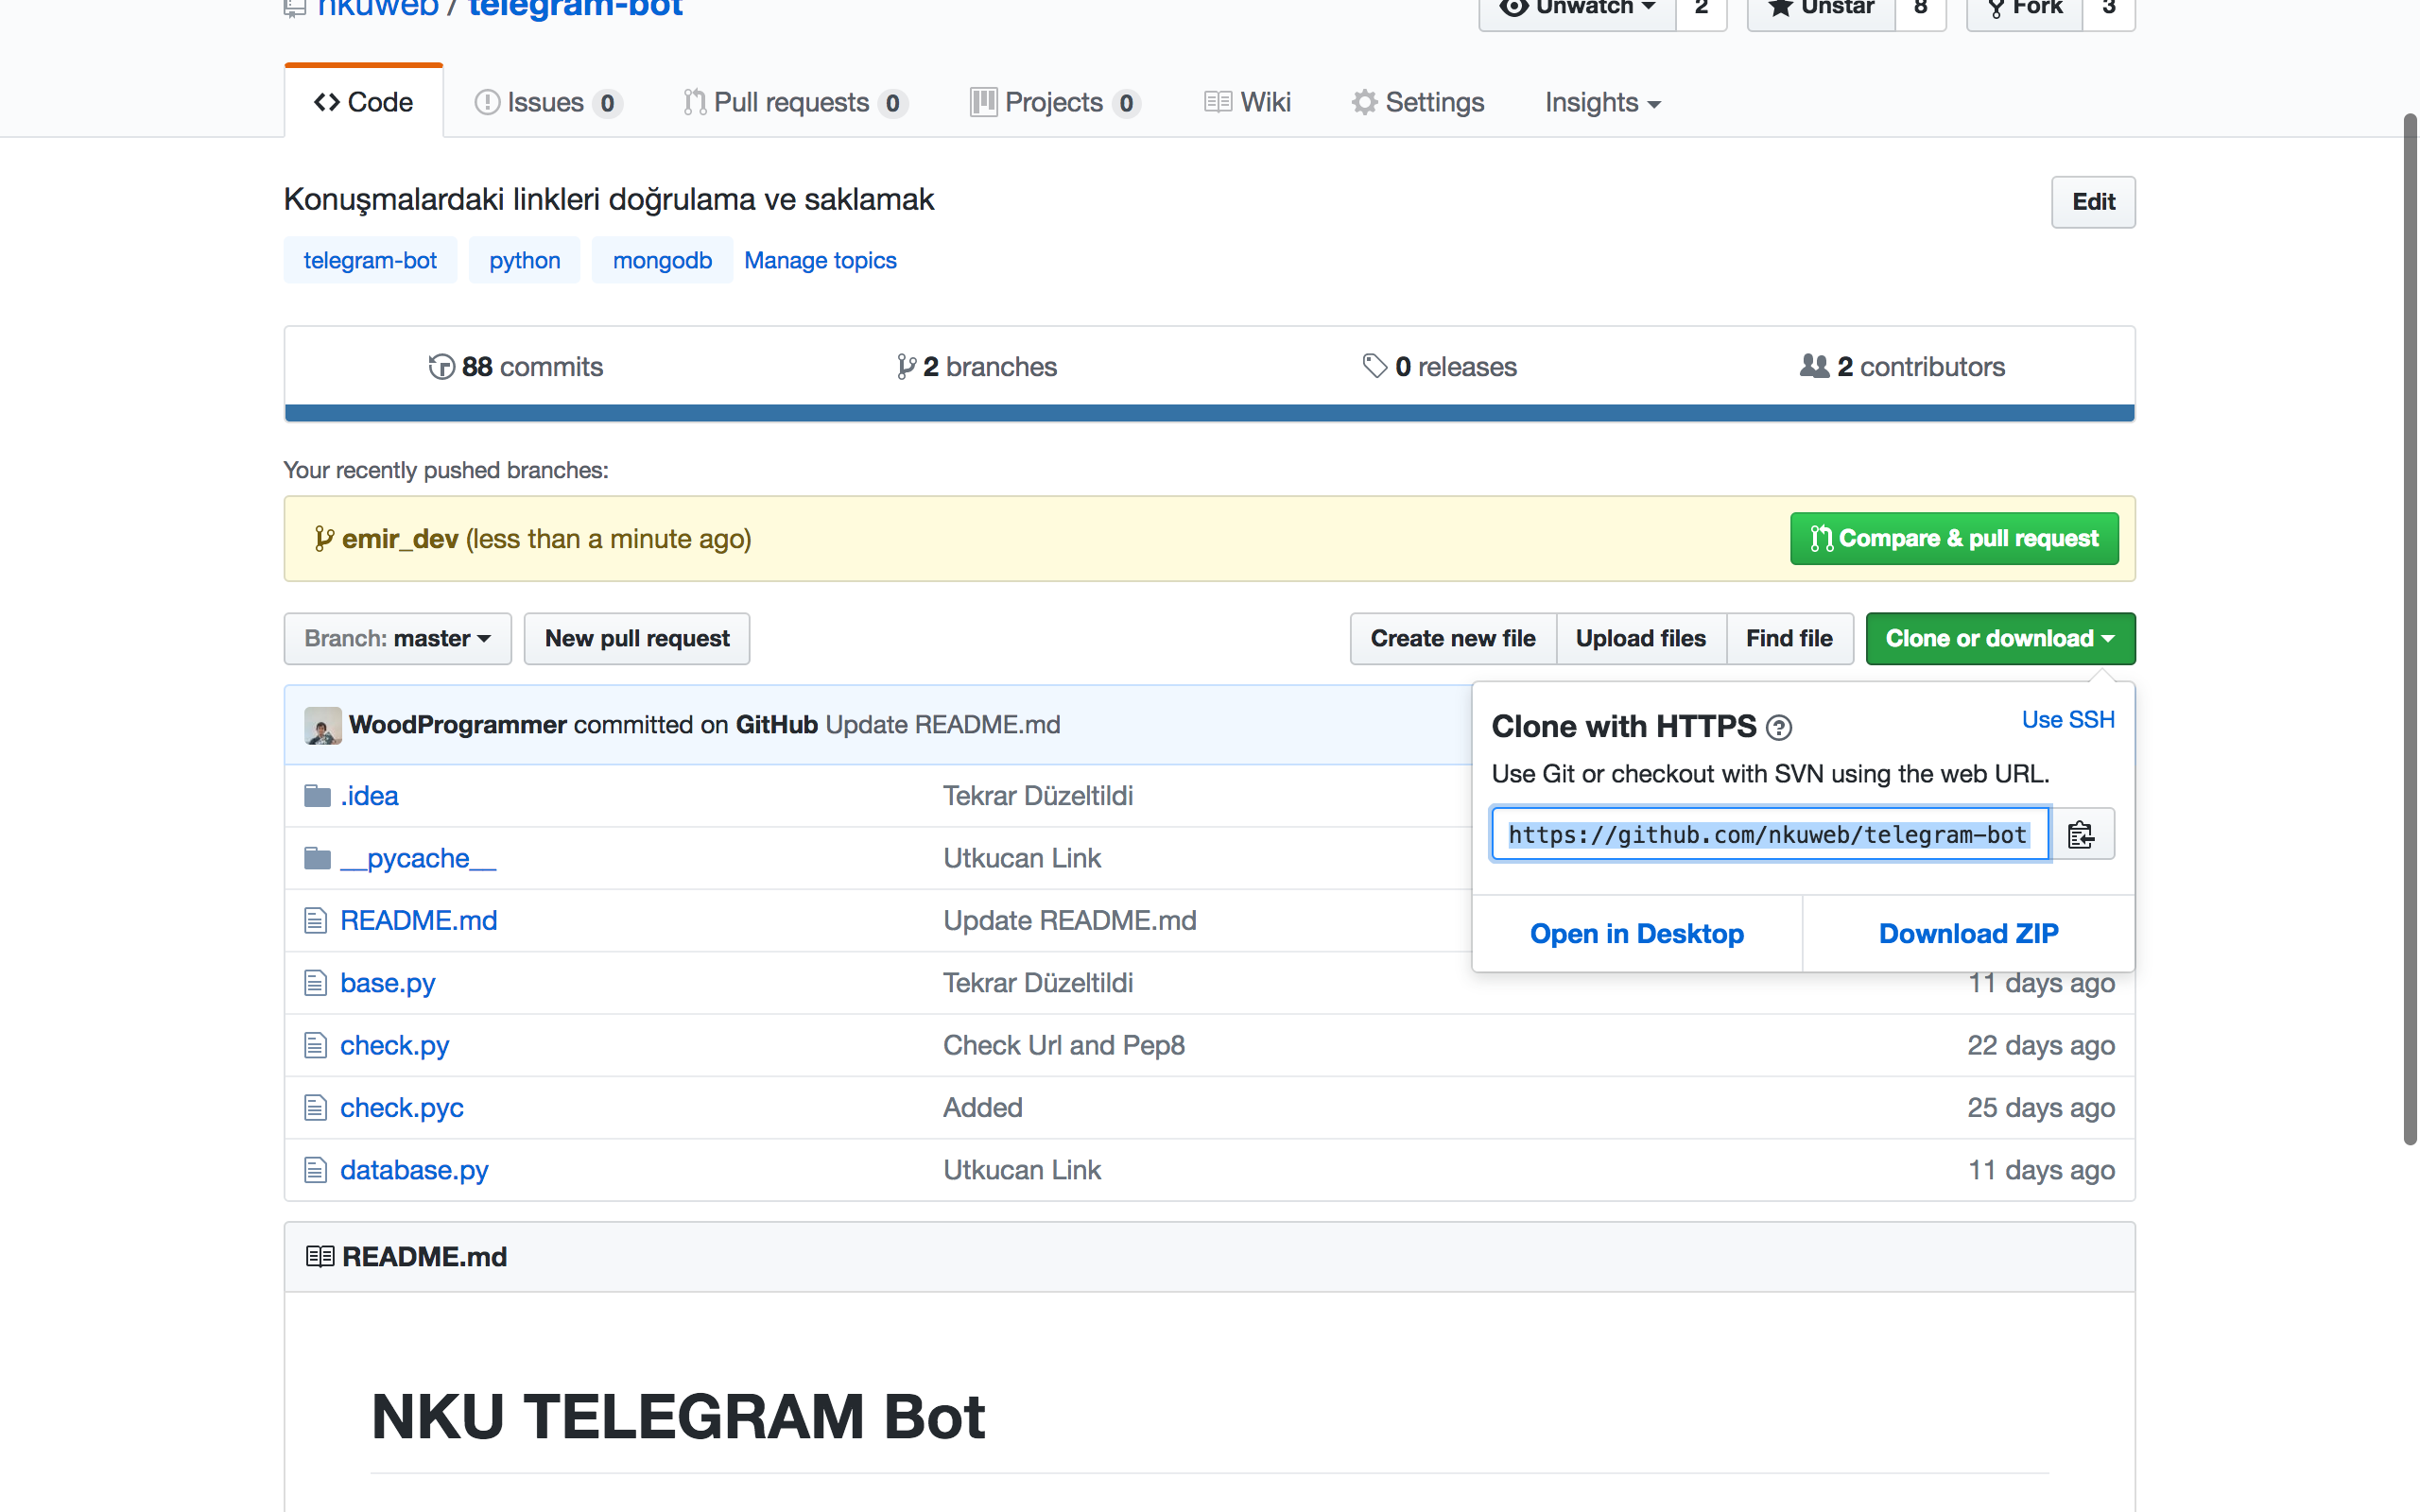 nkuweb / telegram-bot
Unwatch 2 Unstar 8 Fork 3
Code Issues 0 Pull requests 0 Projects 0 Wiki Settings Insights
Konuşmalardaki linkleri doğrulama ve saklamak Edit
telegram-bot python mongodb Manage topics
88 commits 2 branches 0 releases 2 contributors
Your recently pushed branches:
emir_dev (less than a minute ago) Compare & pull request
Branch: master New pull request Create new file Upload files Find file Clone or download
WoodProgrammer committed on GitHub Update README.md
Clone with HTTPS Use SSH
Use Git or checkout with SVN using the web URL.
https://github.com/nkuweb/telegram-bot
Open in Desktop Download ZIP
.idea Tekrar Düzeltildi
__pycache__ Utkucan Link
README.md Update README.md
base.py Tekrar Düzeltildi 11 days ago
check.py Check Url and Pep8 22 days ago
check.pyc Added 25 days ago
database.py Utkucan Link 11 days ago
README.md
NKU TELEGRAM Bot